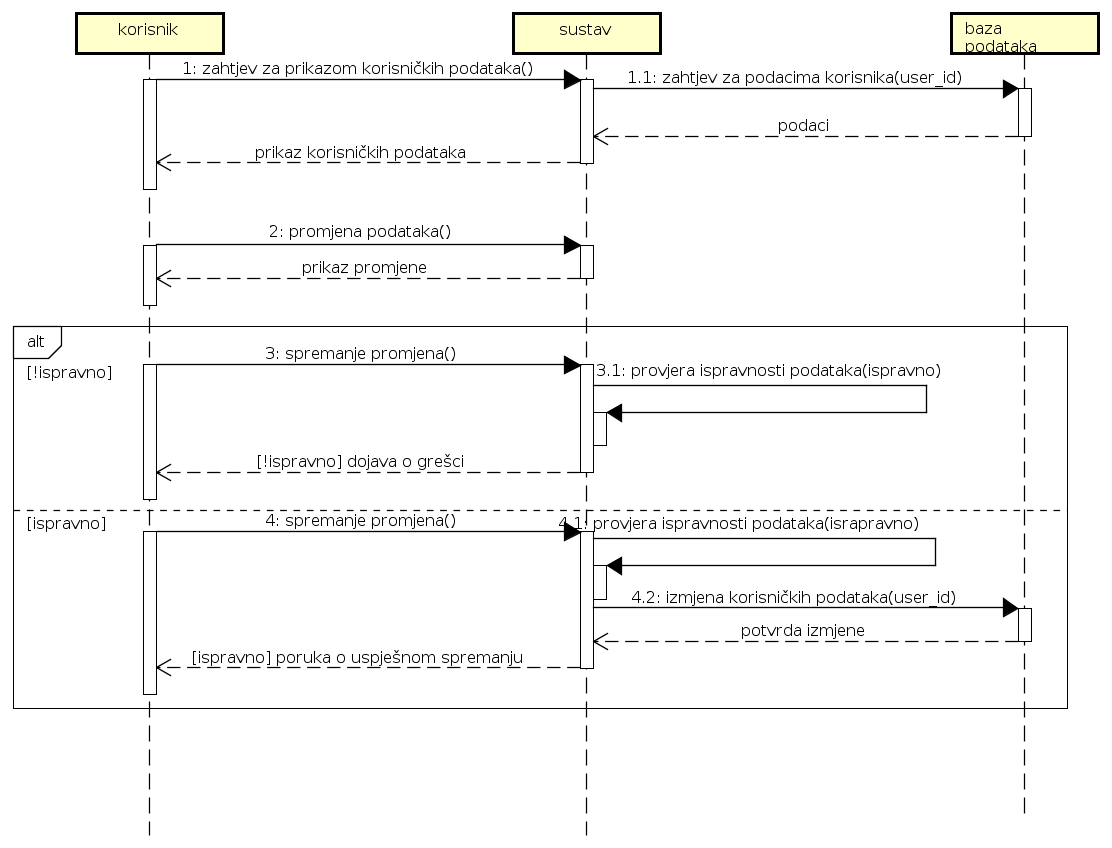 korisnik
sustav
baza
podataka
1: zahtjev za prikazom korisničkih podataka()
1.1: zahtjev za podacima korisnika(user_id)
podaci
prikaz korisničkih podataka
2: promjena podataka()
prikaz promjene
alt
[!ispravno]
3: spremanje promjena()
3.1: provjera ispravnosti podataka(ispravno)
[!ispravno] dojava o grešci
[ispravno]
4: spremanje promjena()
4.1: provjera ispravnosti podataka(israpravno)
4.2: izmjena korisničkih podataka(user_id)
potvrda izmjene
[ispravno] poruka o uspješnom spremanju